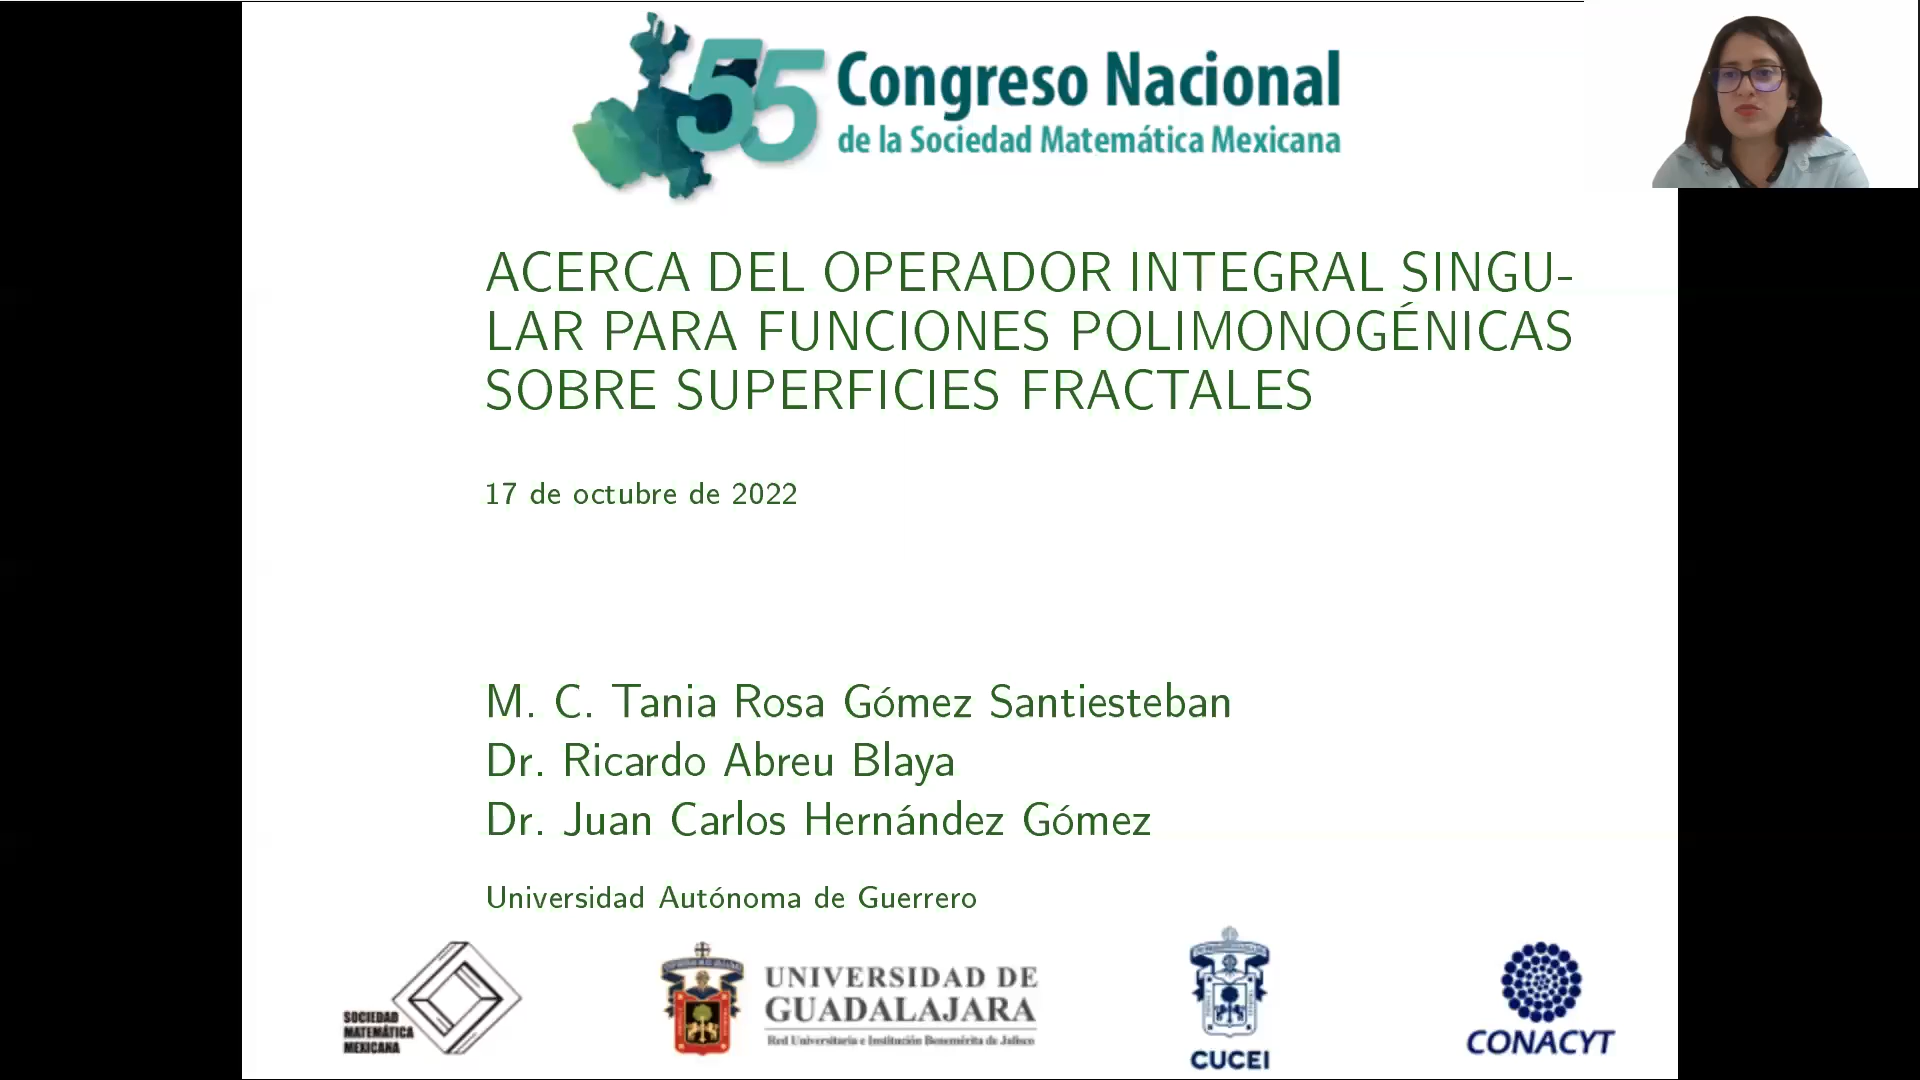 55 Congreso Nacional
de la Sociedad Matemática Mexicana
ACERCA DEL OPERADOR INTEGRAL SINGU-
LAR PARA FUNCIONES POLIMONOGÉNICAS
SOBRE SUPERFICIES FRACTALES
17 de octubre de 2022
M. C. Tania Rosa Gómez Santiesteban
Dr. Ricardo Abreu Blaya
Dr. Juan Carlos Hernández Gómez
Universidad Autónoma de Guerrero
SOCIEDAD
MATEMÁTICA
MEXICANA
UNIVERSIDAD DE
GUADALAJARA
Red Universitaria e Institución Benemérita de Jalisco
CUCEI
CONACYT